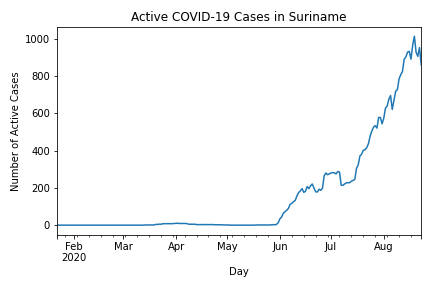 Active COVID-19 Cases in Suriname
Number of Active Cases
1000
800
600
400
200
0
Feb
2020
Mar
Apr
May
Jun
Jul
Aug
Day